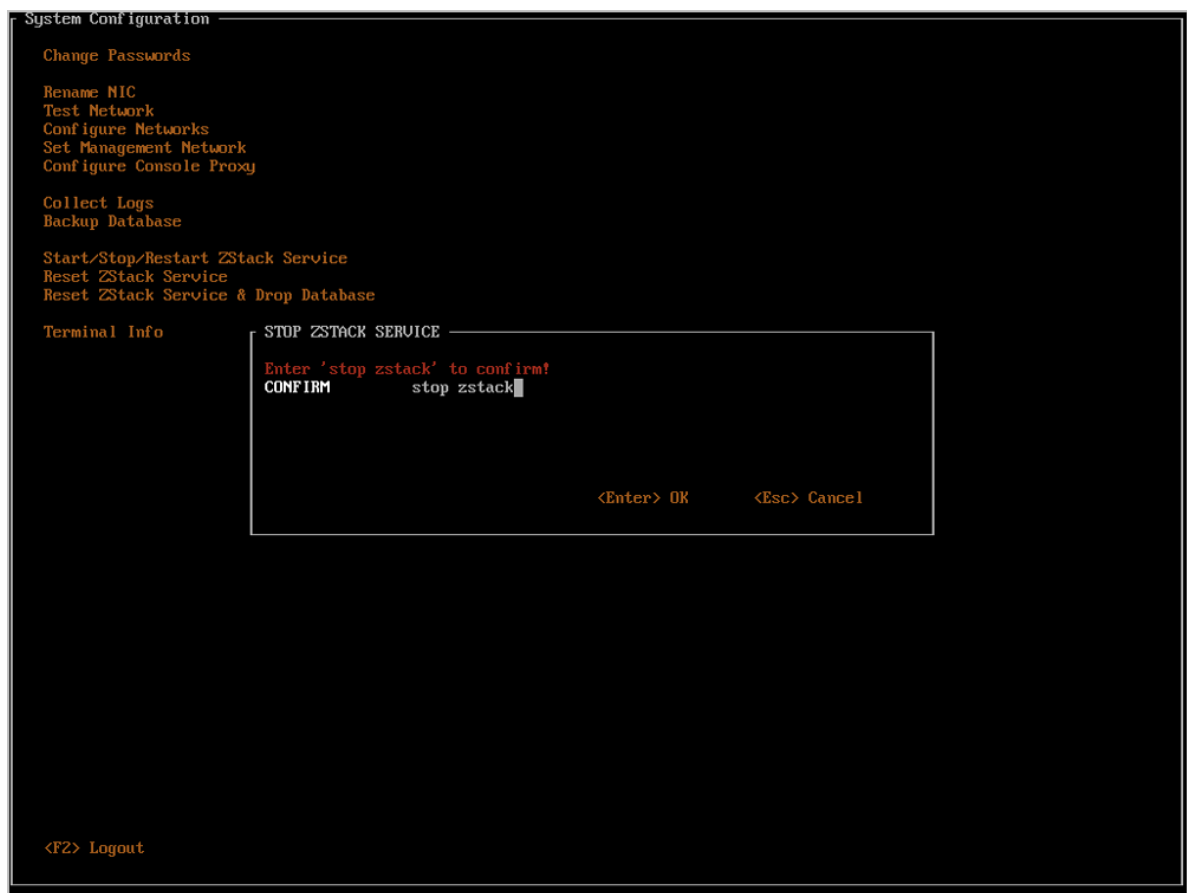 System Configuration
Change Passwords
Rename NIC
Test Network
Configure Networks
Set Management Network
Configure Console Proxy
Collect Logs
Backup Database
Start/Stop/Restart ZStack Service
Reset ZStack Service
Reset ZStack Service & Drop Database
Terminal Info
STOP ZSTACK SERVICE
Enter 'stop zstack' to confirm!
CONFIRM stop zstack
<Enter> OK <Esc> Cancel
<F2> Logout